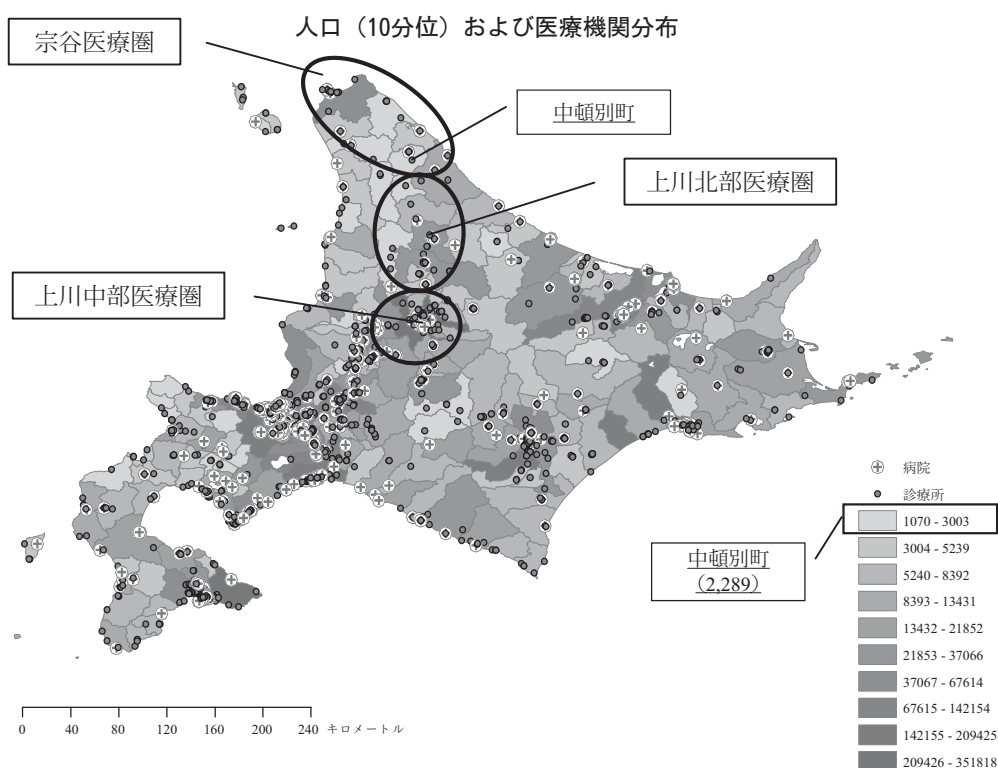 人口（10分位）および医療機関分布
宗谷医療圏
中頓別町
上川北部医療圏
上川中部医療圏
病院
診療所
1070 - 3003
3004 - 5239
5240 - 8392
8393 - 13431
13432 - 21852
21853 - 37066
37067 - 67614
67615 - 142154
142155 - 209425
209426 - 351818
中頓別町
（2,289）
0 40 80 120 160 200 240 キロメートル